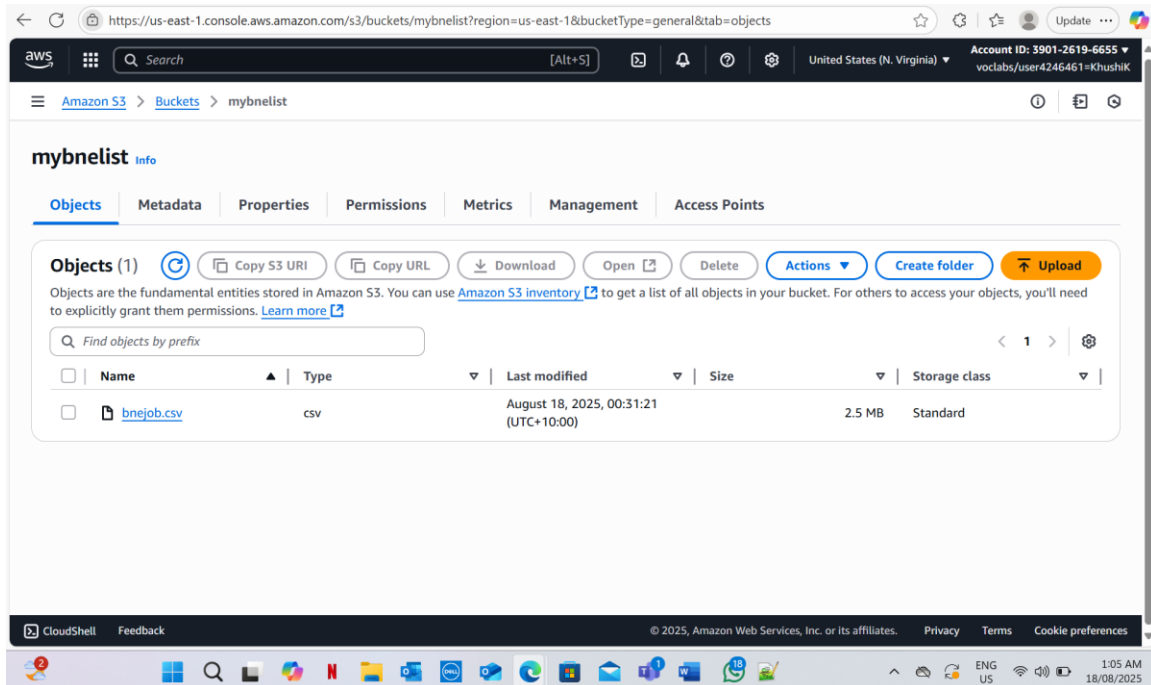 https://us-east-1.console.aws.amazon.com/s3/buckets/mybnelist?region=us-east-1&bucketType=general&tab=objects
Update
aws
Search
[Alt+S]
United States (N. Virginia)
Account ID: 3901-2619-6655
voclabs/user4246461=KhushiK
Amazon S3 > Buckets > mybnelist
mybnelist Info
Objects Metadata Properties Permissions Metrics Management Access Points
Objects (1) Copy S3 URI Copy URL Download Open Delete Actions Create folder Upload
Objects are the fundamental entities stored in Amazon S3. You can use Amazon S3 inventory to get a list of all objects in your bucket. For others to access your objects, you'll need
to explicitly grant them permissions. Learn more
Find objects by prefix
1
Name Type Last modified Size Storage class
bnejob.csv csv August 18, 2025, 00:31:21 2.5 MB Standard
(UTC+10:00)
CloudShell Feedback © 2025, Amazon Web Services, Inc. or its affiliates. Privacy Terms Cookie preferences
2
N
DELL
18
ENG
US
1:05 AM
18/08/2025